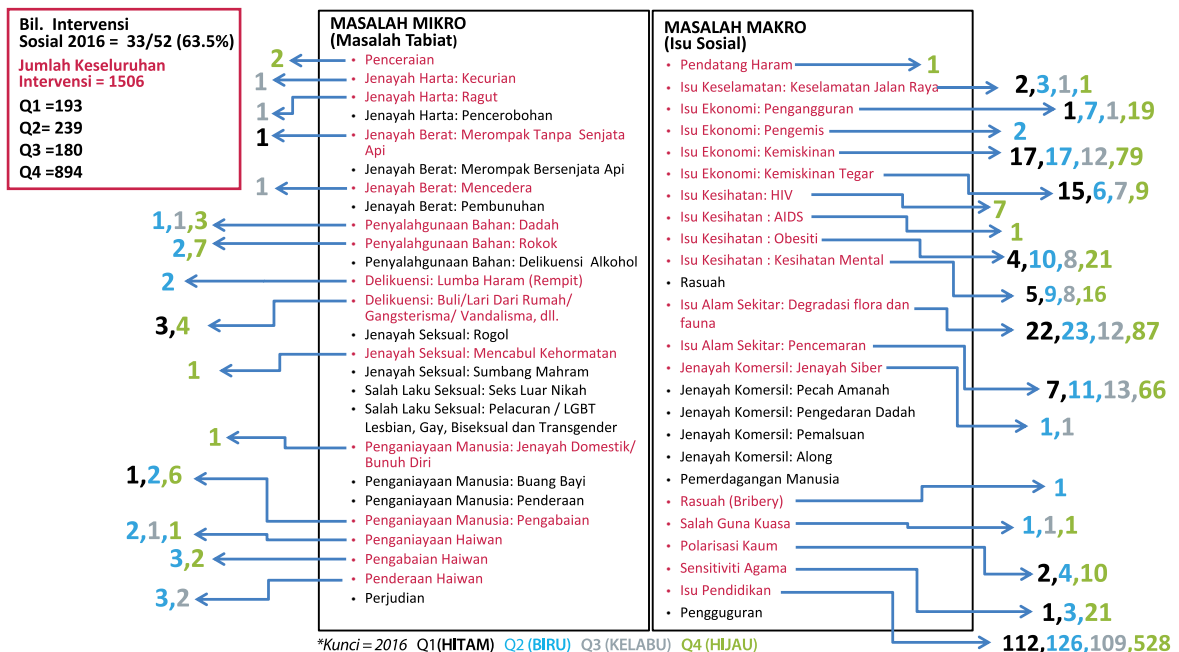 Bil. Intervensi
Sosial 2016 = 33/52 (63.5%)
Jumlah Keseluruhan
Intervensi = 1506
Q1 =193
Q2= 239
Q3 =180
Q4 =894
MASALAH MIKRO
(Masalah Tabiat)
2 • Penceraian
1 • Jenayah Harta: Kecurian
1 • Jenayah Harta: Ragut
• Jenayah Harta: Pencerobohan
1 • Jenayah Berat: Merompak Tanpa Senjata
Api
• Jenayah Berat: Merompak Bersenjata Api
1 • Jenayah Berat: Mencedera
• Jenayah Berat: Pembunuhan
1,1,3 • Penyalahgunaan Bahan: Dadah
2,7 • Penyalahgunaan Bahan: Rokok
• Penyalahgunaan Bahan: Delikuensi Alkohol
2 • Delikuensi: Lumba Haram (Rempit)
3,4 • Delikuensi: Buli/Lari Dari Rumah/
Gangsterisma/ Vandalisma, dll.
• Jenayah Seksual: Rogol
1 • Jenayah Seksual: Mencabul Kehormatan
• Jenayah Seksual: Sumbang Mahram
• Salah Laku Seksual: Seks Luar Nikah
• Salah Laku Seksual: Pelacuran / LGBT
Lesbian, Gay, Biseksual dan Transgender
1 • Penganiayaan Manusia: Jenayah Domestik/
Bunuh Diri
• Penganiayaan Manusia: Buang Bayi
• Penganiayaan Manusia: Penderaan
1,2,6 • Penganiayaan Manusia: Pengabaian
2,1,1 • Penganiayaan Haiwan
3,2 • Pengabaian Haiwan
3,2 • Penderaan Haiwan
• Perjudian
MASALAH MAKRO
(Isu Sosial)
• Pendatang Haram 1
• Isu Keselamatan: Keselamatan Jalan Raya 2,3,1,1
• Isu Ekonomi: Pengangguran 1,7,1,19
• Isu Ekonomi: Pengemis 2
• Isu Ekonomi: Kemiskinan 17,17,12,79
• Isu Ekonomi: Kemiskinan Tegar 15,6,7,9
• Isu Kesihatan: HIV 7
• Isu Kesihatan : AIDS 1
• Isu Kesihatan : Obesiti 4,10,8,21
• Isu Kesihatan : Kesihatan Mental 5,9,8,16
• Rasuah
• Isu Alam Sekitar: Degradasi flora dan
fauna 22,23,12,87
• Isu Alam Sekitar: Pencemaran 7,11,13,66
• Jenayah Komersil: Jenayah Siber 1,1
• Jenayah Komersil: Pecah Amanah
• Jenayah Komersil: Pengedaran Dadah
• Jenayah Komersil: Pemalsuan
• Jenayah Komersil: Along
• Pemerdagangan Manusia
• Rasuah (Bribery) 1
• Salah Guna Kuasa 1,1,1
• Polarisasi Kaum 2,4,10
• Sensitiviti Agama 1,3,21
• Isu Pendidikan 112,126,109,528
• Pengguguran
*Kunci = 2016 Q1(HITAM) Q2 (BIRU) Q3 (KELABU) Q4 (HIJAU)